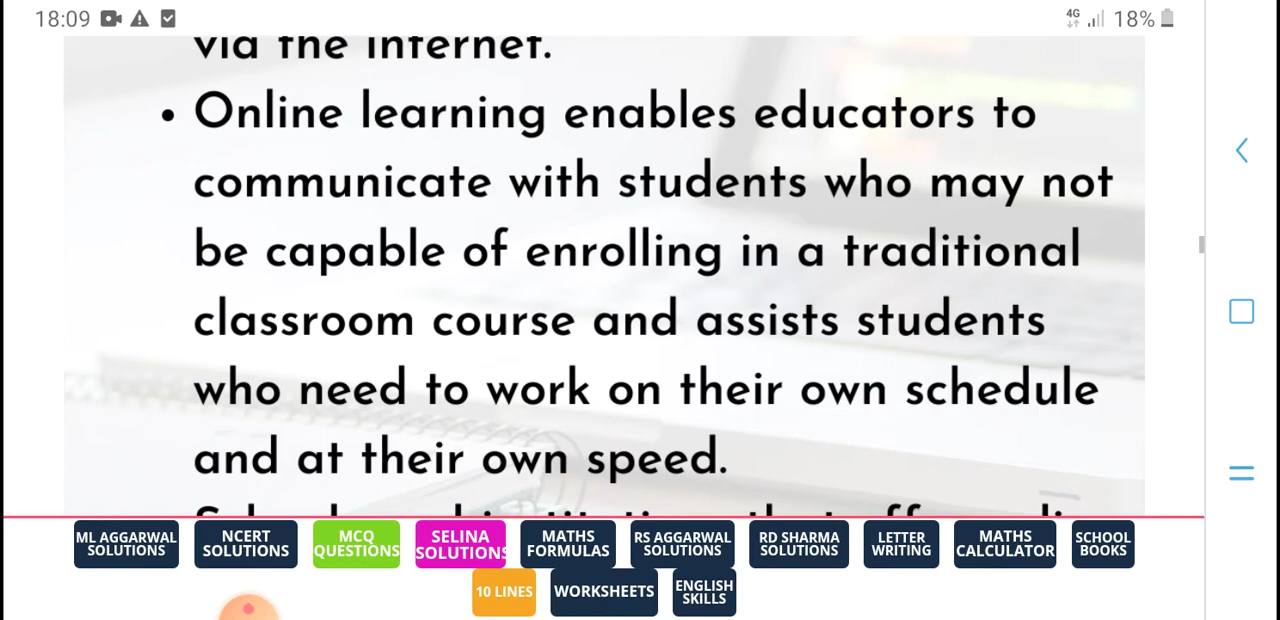 18:09
4G 18%
via the internet.
• Online learning enables educators to
communicate with students who may not
be capable of enrolling in a traditional
classroom course and assists students
who need to work on their own schedule
and at their own speed.
ML AGGARWAL SOLUTIONS
NCERT SOLUTIONS
MCQ QUESTIONS
SELINA SOLUTIONS
MATHS FORMULAS
RS AGGARWAL SOLUTIONS
RD SHARMA SOLUTIONS
LETTER WRITING
MATHS CALCULATOR
SCHOOL BOOKS
10 LINES
WORKSHEETS
ENGLISH SKILLS